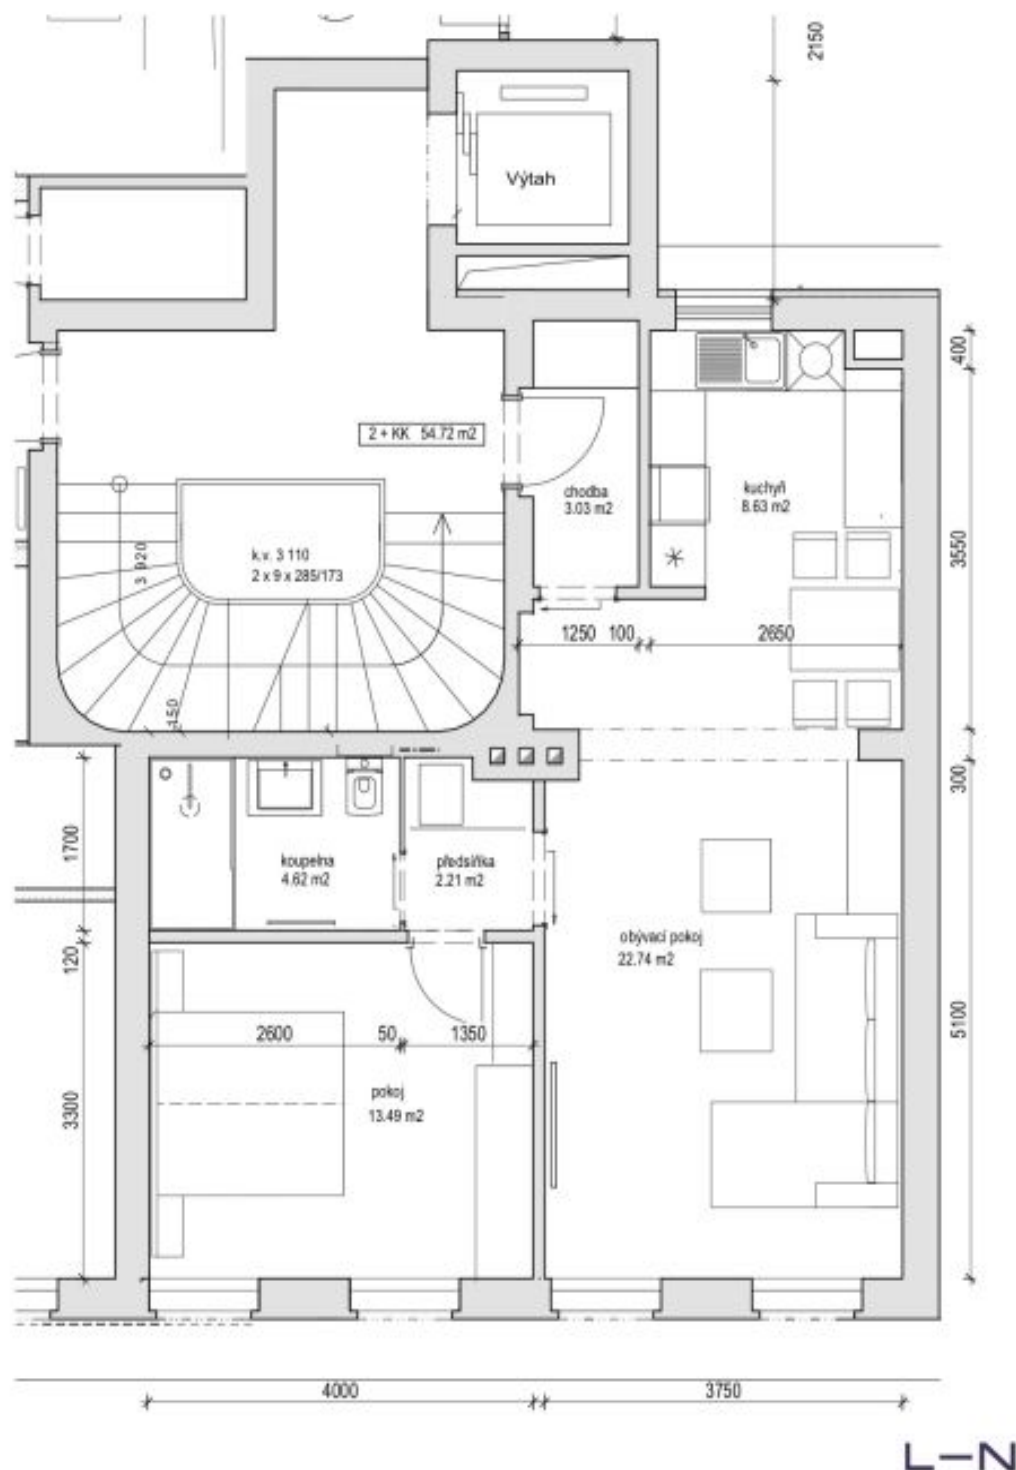 2150
Výtah
400
2 + KK 54.72 m2
chodba
3.03 m2
kuchyň
8.63 m2
3 920
k.v. 3 110
2 x 9 x 285/173
3550
1250
100
2650
150
300
1700
koupelna
4.62 m2
předsíňka
2.21 m2
obývací pokoj
22.74 m2
120
2600
50
1350
5100
pokoj
13.49 m2
3300
4000
3750
L–N